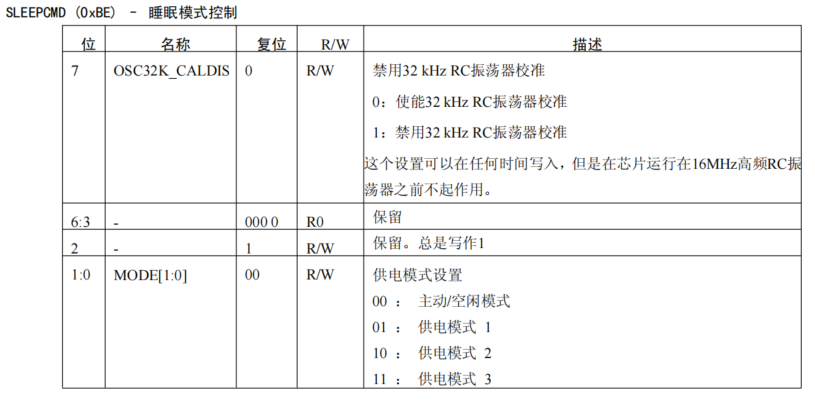 SLEEPCMD (0xBE) – 睡眠模式控制
位 名称 复位 R/W 描述
7 OSC32K_CALDIS 0 R/W 禁用32 kHz RC振荡器校准
0：使能32 kHz RC振荡器校准
1：禁用32 kHz RC振荡器校准
这个设置可以在任何时间写入，但是在芯片运行在16MHz高频RC振
荡器之前不起作用。
6:3 - 000 0 R0 保留
2 - 1 R/W 保留。总是写作1
1:0 MODE[1:0] 00 R/W 供电模式设置
00 ： 主动/空闲模式
01 ： 供电模式 1
10 ： 供电模式 2
11 ： 供电模式 3